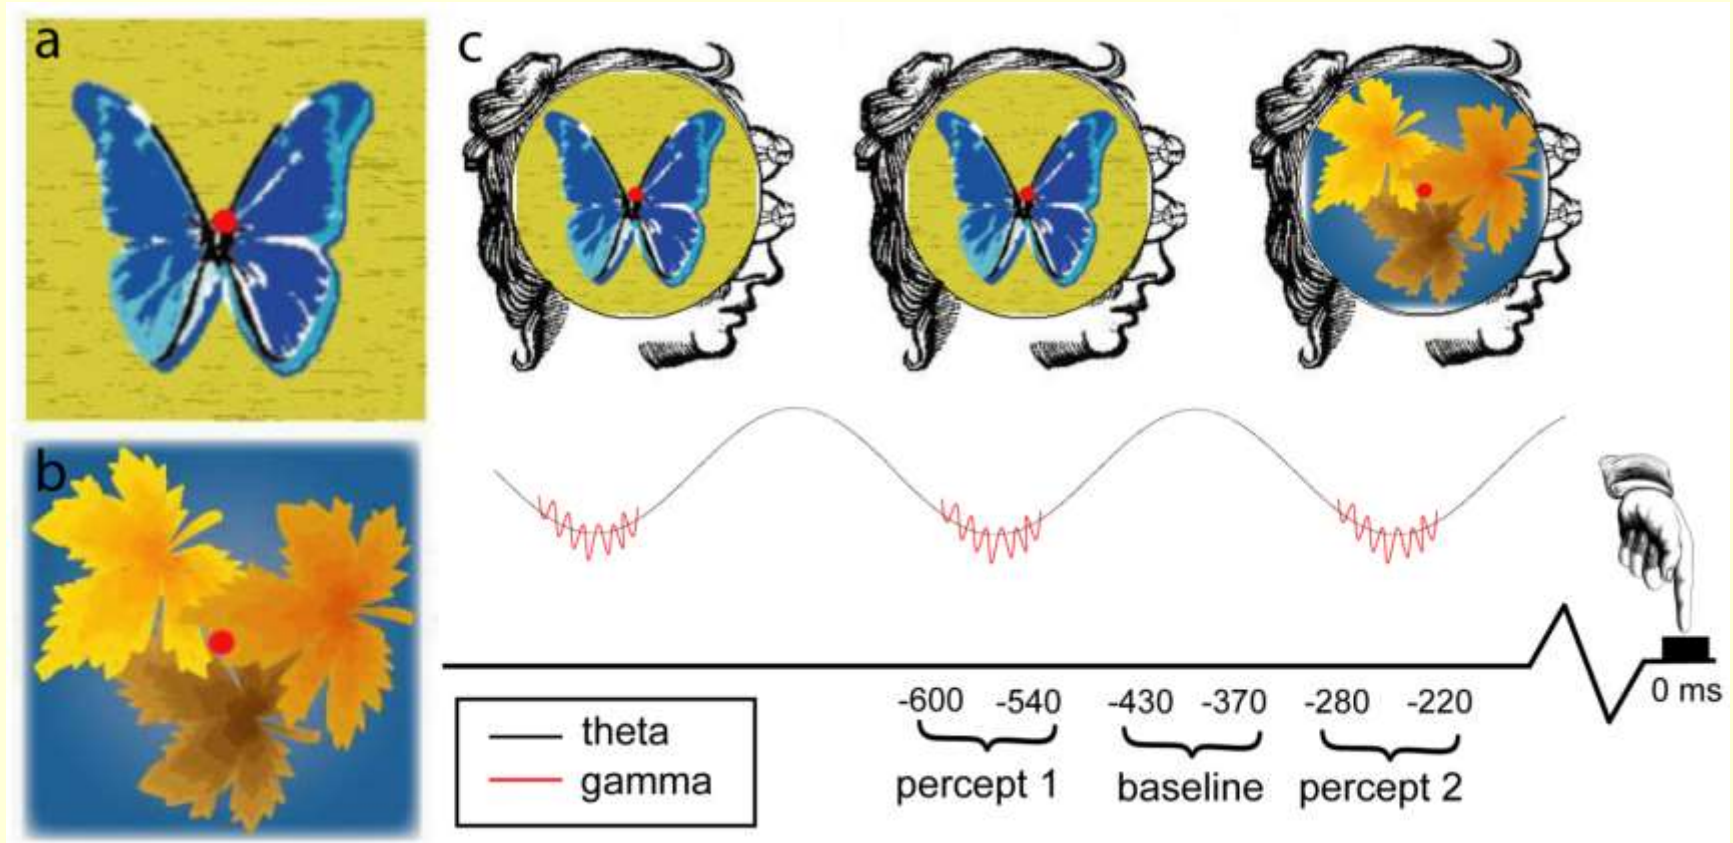 a
c
b
-600 -540 -430 -370 -280 -220 0 ms
theta
gamma
percept 1 baseline percept 2